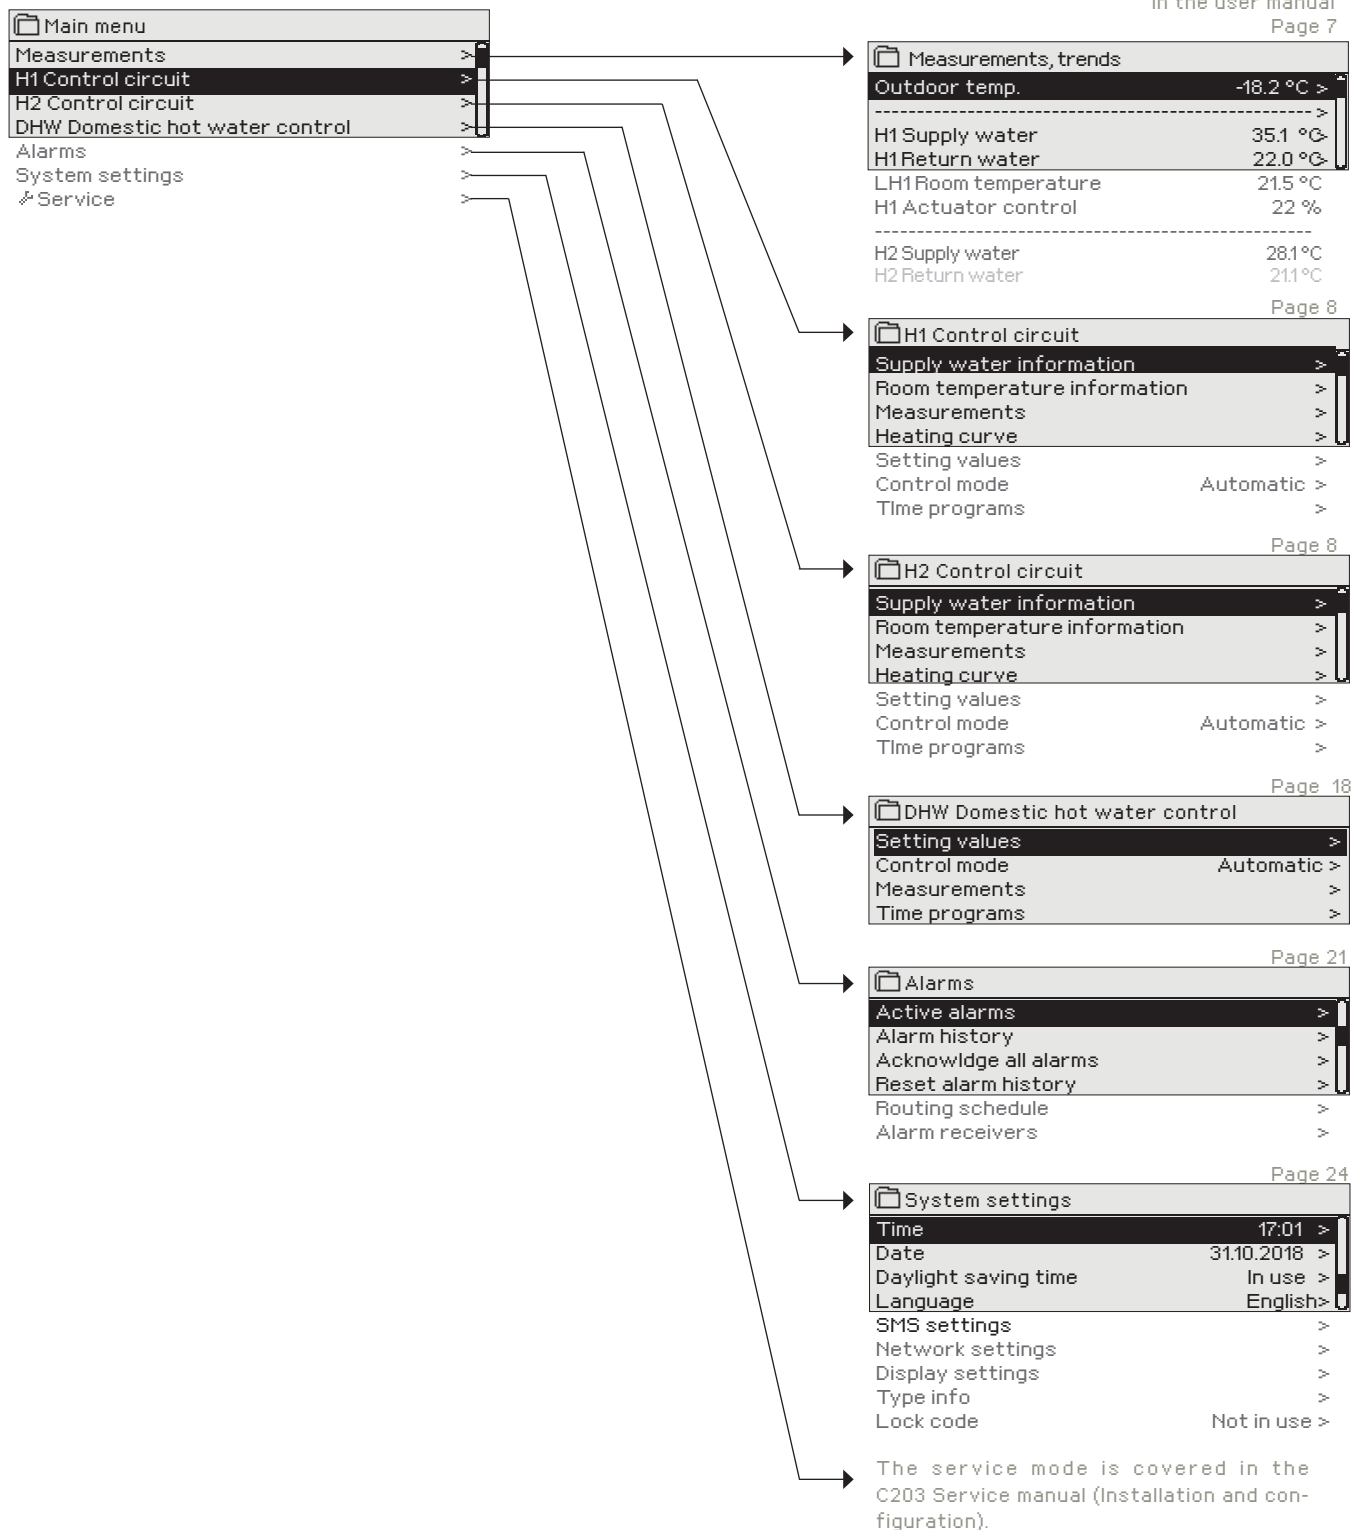 Main menu
Measurements >
H1 Control circuit >
H2 Control circuit >
DHW Domestic hot water control >
Alarms >
System settings >
Service >
in the user manual
Page 7
Measurements, trends
Outdoor temp. -18.2 °C >
---------------------------------------------------- >
H1 Supply water 35.1 °C>
H1 Return water 22.0 °C>
LH1 Room temperature 21.5 °C
H1 Actuator control 22 %
----------------------------------------------------
H2 Supply water 28.1 °C
H2 Return water 21.1 °C
Page 8
H1 Control circuit
Supply water information >
Room temperature information >
Measurements >
Heating curve >
Setting values >
Control mode Automatic >
TIme programs >
Page 8
H2 Control circuit
Supply water information >
Room temperature information >
Measurements >
Heating curve >
Setting values >
Control mode Automatic >
TIme programs >
Page 18
DHW Domestic hot water control
Setting values >
Control mode Automatic >
Measurements >
Time programs >
Page 21
Alarms
Active alarms >
Alarm history >
Acknowldge all alarms >
Reset alarm history >
Routing schedule >
Alarm receivers >
Page 24
System settings
Time 17:01 >
Date 31.10.2018 >
Daylight saving time In use >
Language English>
SMS settings >
Network settings >
Display settings >
Type info >
Lock code Not in use >
The service mode is covered in the
C203 Service manual (Installation and con-
figuration).